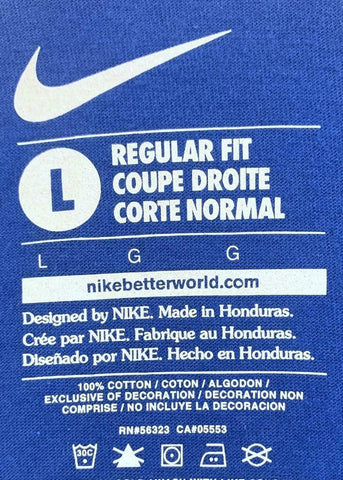 L
REGULAR FIT
COUPE DROITE
CORTE NORMAL
L G G
nikebetterworld.com
Designed by NIKE. Made in Honduras.
Crée par NIKE. Fabrique au Honduras.
Diseñado por NIKE. Hecho en Honduras.
100% COTTON / COTON / ALGODON /
EXCLUSIVE OF DECORATION / DECORATION NON
COMPRISE / NO INCLUYE LA DECORACION
RN#56323 CA#05553
30C